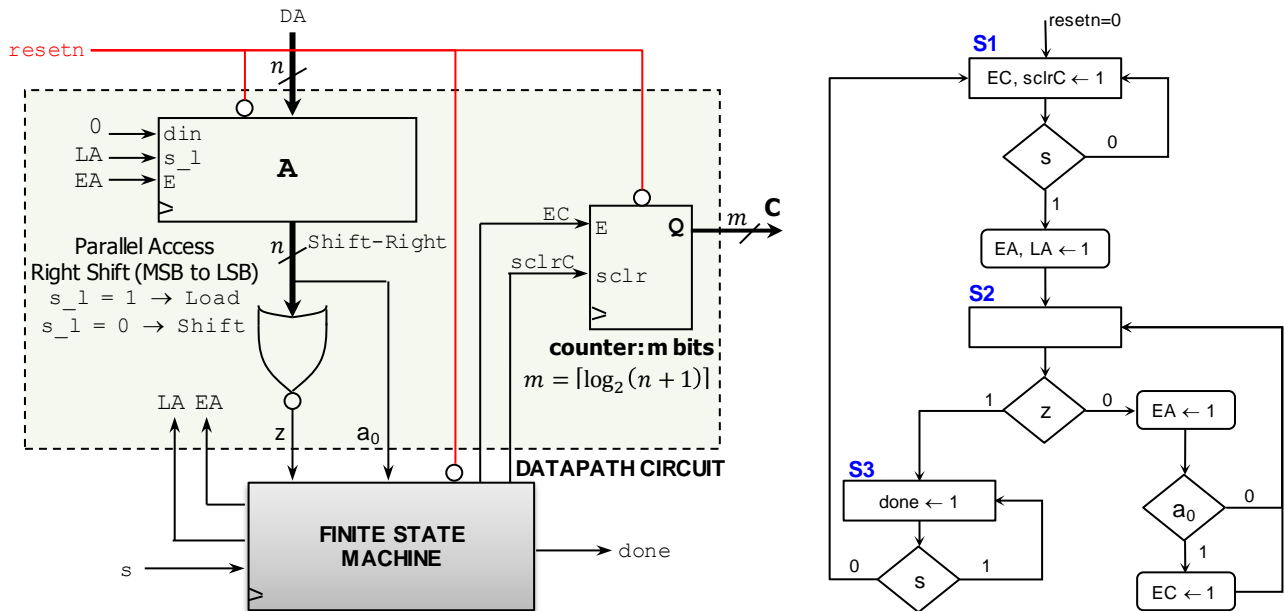 DA
resetn
n
0
LA
EA
din
s_l
E
A
n
Shift-Right
Parallel Access
Right Shift (MSB to LSB)
s_l = 1 → Load
s_l = 0 → Shift
EC
sclrC
E
sclr
Q
m
C
counter: m bits
m = ⌈log₂(n + 1)⌉
LA EA
z
a₀
DATAPATH CIRCUIT
FINITE STATE
MACHINE
s
done
resetn=0
S1
EC, sclrC ← 1
s
0
1
EA, LA ← 1
S2
z
1
0
EA ← 1
S3
done ← 1
a₀
0
1
s
0
1
EC ← 1